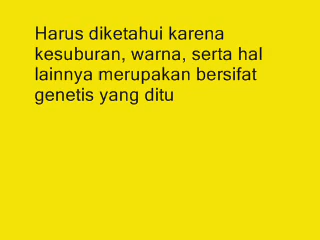 Harus diketahui karena
kesuburan, warna, serta hal
lainnya merupakan bersifat
genetis yang ditu